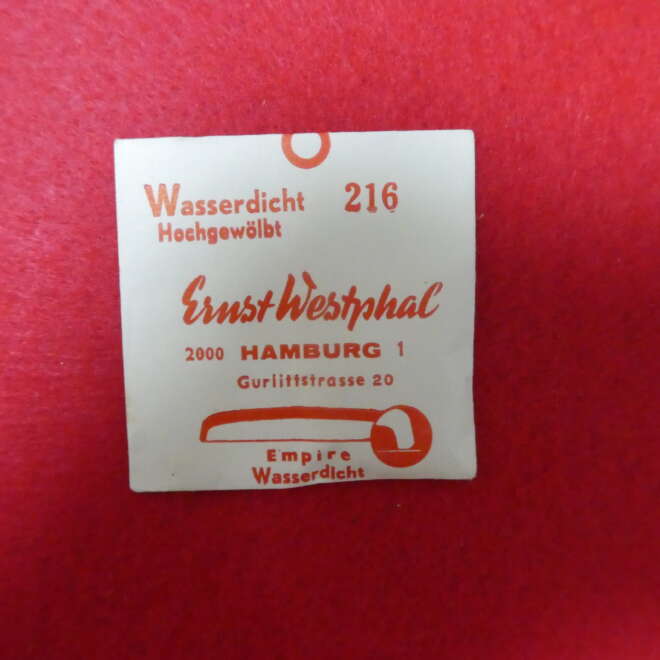 Wasserdicht 216
Hochgewölbt
Ernst Westphal
2000 HAMBURG 1
Gurlittstrasse 20
Empire
Wasserdicht